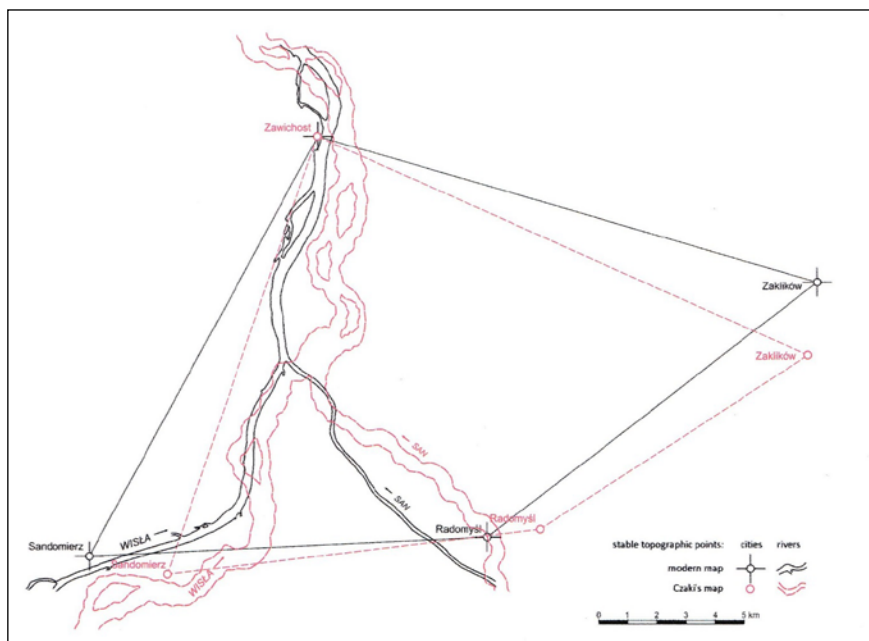 Zawichost
Zaklików
Zaklików
SAN
SAN
Radomyśl
Radomyśl
WISŁA
Sandomierz
Sandomierz
WISŁA
stable topographic points: cities rivers
modern map
Czaki's map
0 1 2 3 4 5 km